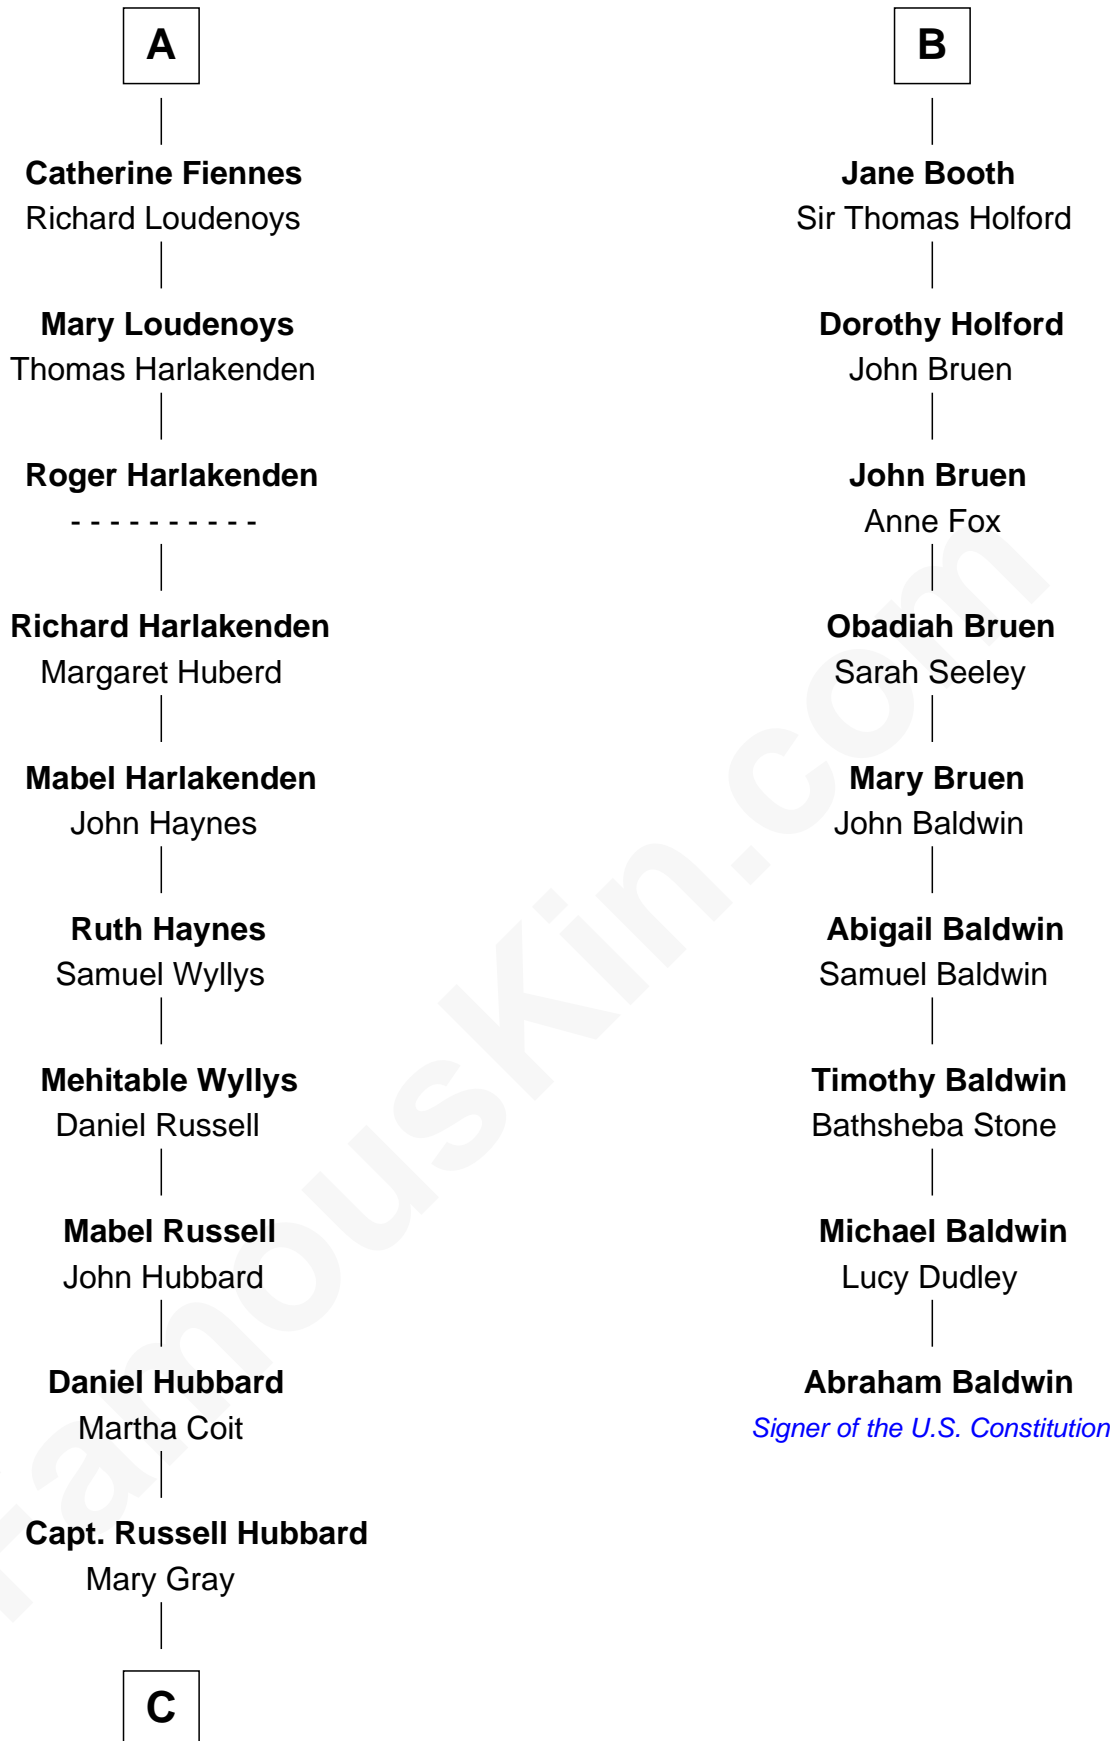 A
Catherine Fiennes
Richard Loudenoys
Mary Loudenoys
Thomas Harlakenden
Roger Harlakenden
- - - - - - - - - -
Richard Harlakenden
Margaret Huberd
Mabel Harlakenden
John Haynes
Ruth Haynes
Samuel Wyllys
Mehitable Wyllys
Daniel Russell
Mabel Russell
John Hubbard
Daniel Hubbard
Martha Coit
Capt. Russell Hubbard
Mary Gray
C
B
Jane Booth
Sir Thomas Holford
Dorothy Holford
John Bruen
John Bruen
Anne Fox
Obadiah Bruen
Sarah Seeley
Mary Bruen
John Baldwin
Abigail Baldwin
Samuel Baldwin
Timothy Baldwin
Bathsheba Stone
Michael Baldwin
Lucy Dudley
Abraham Baldwin
Signer of the U.S. Constitution
FamousKin.com